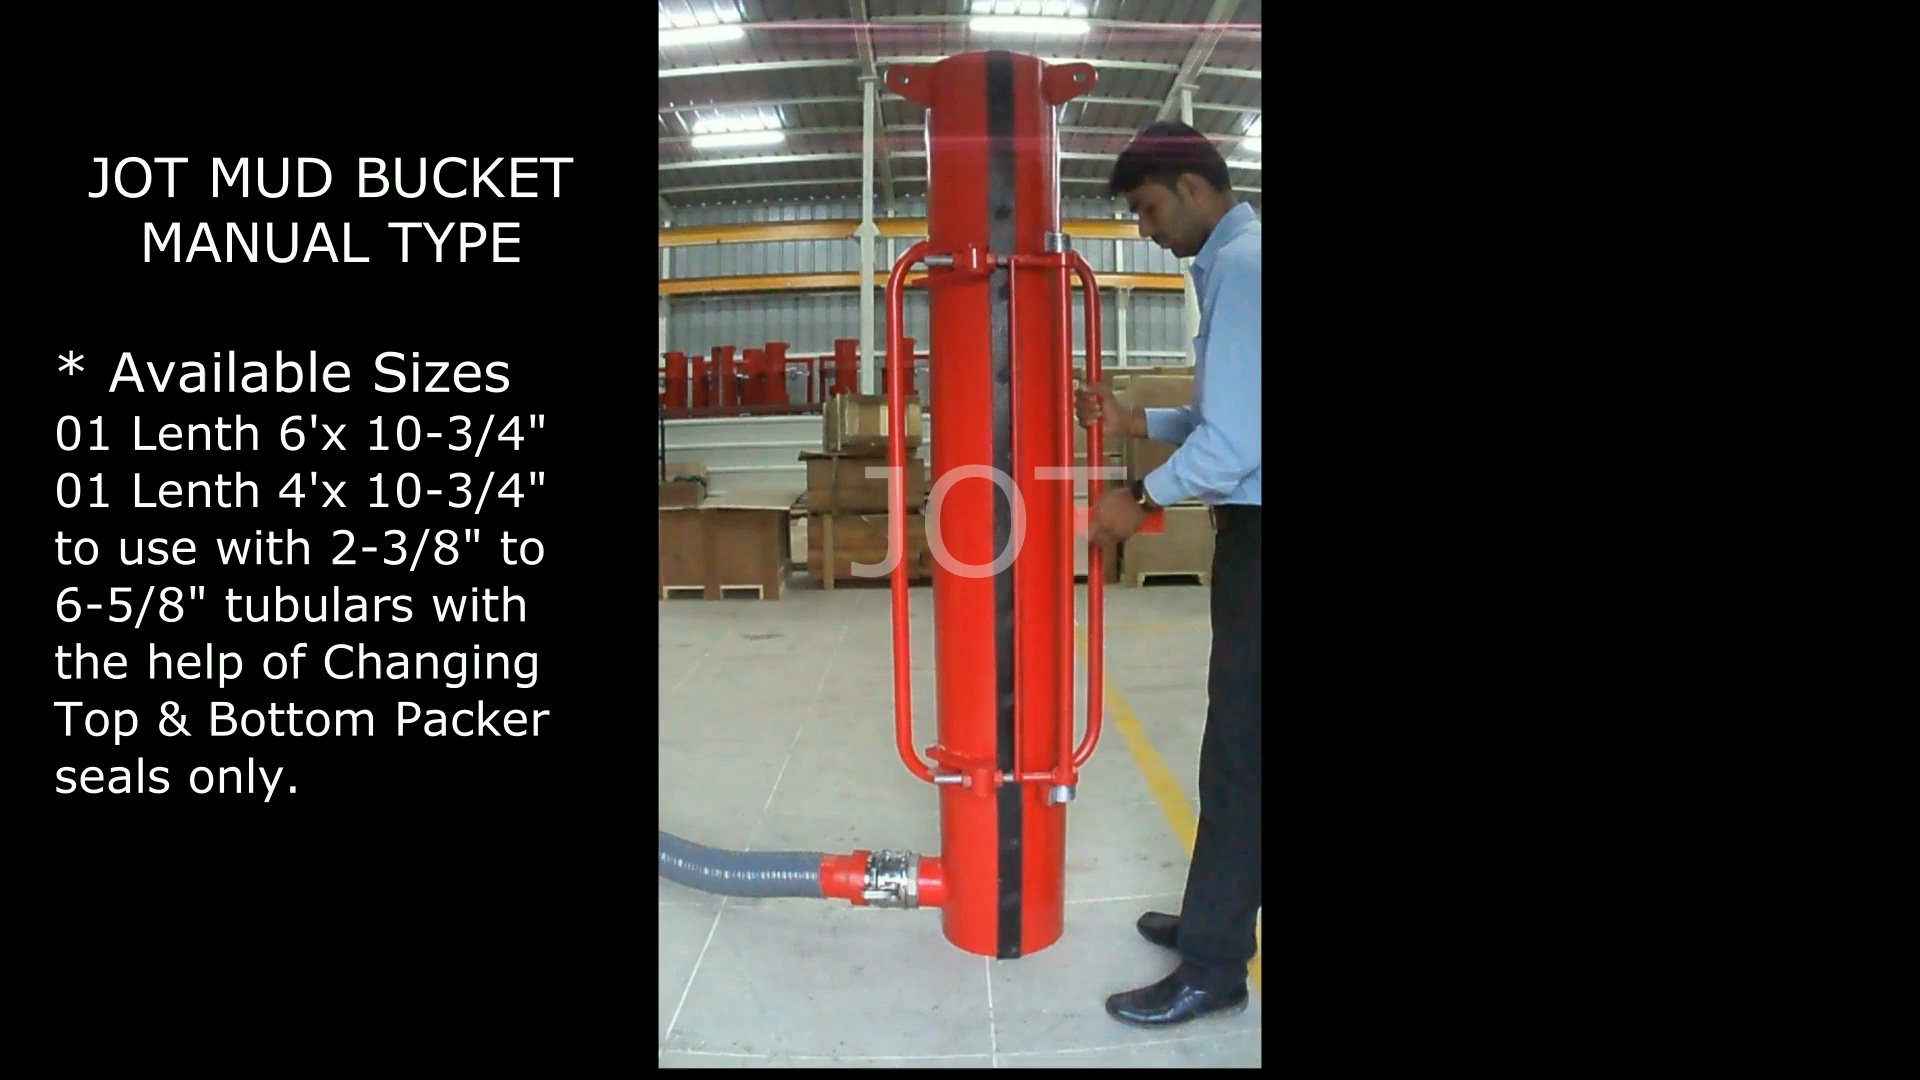 JOT MUD BUCKET
MANUAL TYPE
* Available Sizes
01 Lenth 6'x 10-3/4"
01 Lenth 4'x 10-3/4"
to use with 2-3/8" to
6-5/8" tubulars with
the help of Changing
Top & Bottom Packer
seals only.
JOT